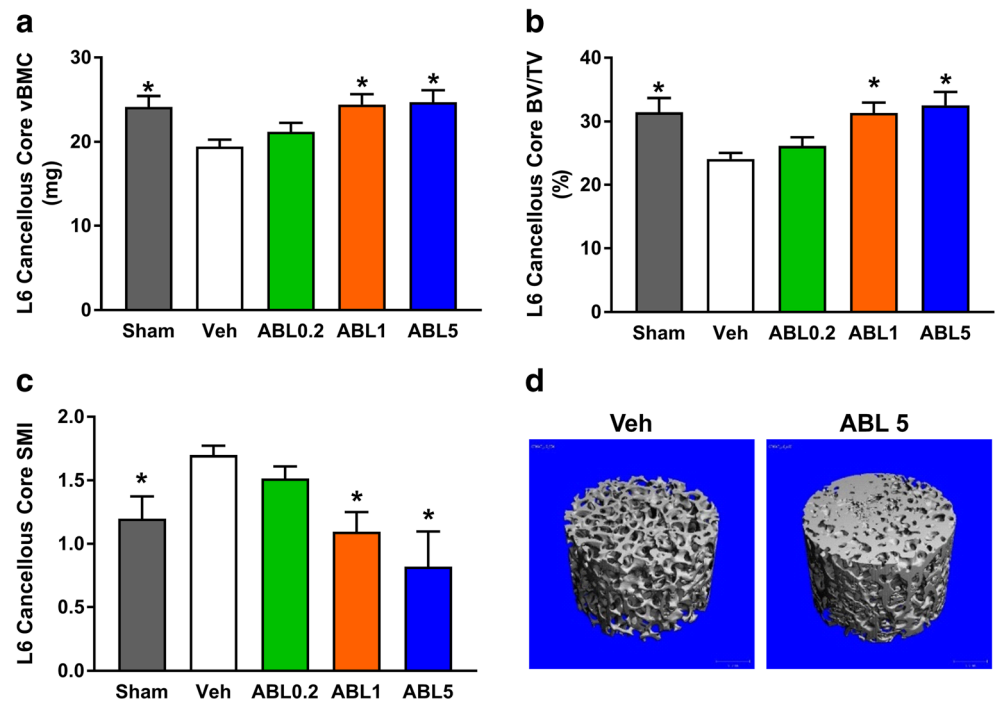 a
L6 Cancellous Core vBMC
(mg)
30
20
10
0
*
*
*
Sham Veh ABL0.2 ABL1 ABL5
b
L6 Cancellous Core BV/TV
(%)
40
30
20
10
0
*
*
*
Sham Veh ABL0.2 ABL1 ABL5
c
L6 Cancellous Core SMI
2.0
1.5
1.0
0.5
0.0
*
*
*
Sham Veh ABL0.2 ABL1 ABL5
d
Veh ABL 5